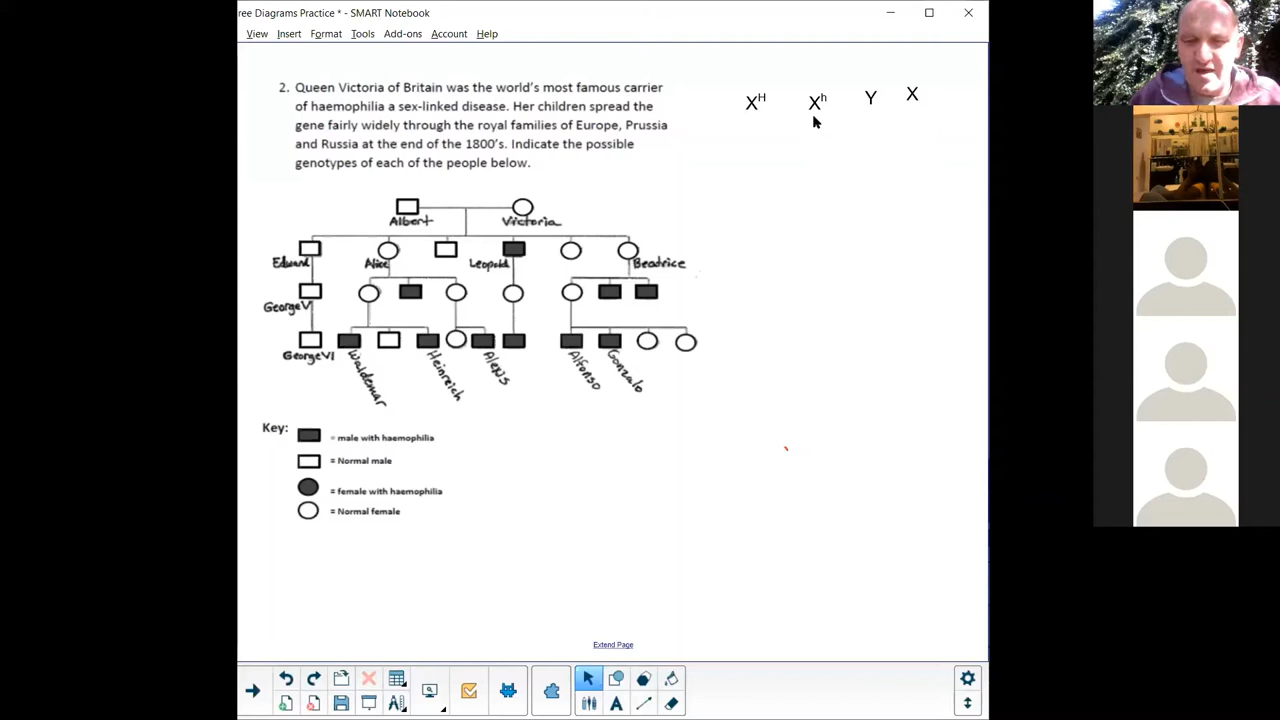 ree Diagrams Practice * - SMART Notebook
View Insert Format Tools Add-ons Account Help
2. Queen Victoria of Britain was the world's most famous carrier
of haemophilia a sex-linked disease. Her children spread the
gene fairly widely through the royal families of Europe, Prussia
and Russia at the end of the 1800's. Indicate the possible
genotypes of each of the people below.
X^H X^h Y X
Albert Victoria
Edward Alice Leopold Beatrice
George V
George VI Waldemar Heinrich Alexis Alfonso Gonzalo
Key:
= male with haemophilia
= Normal male
= female with haemophilia
= Normal female
Extend Page